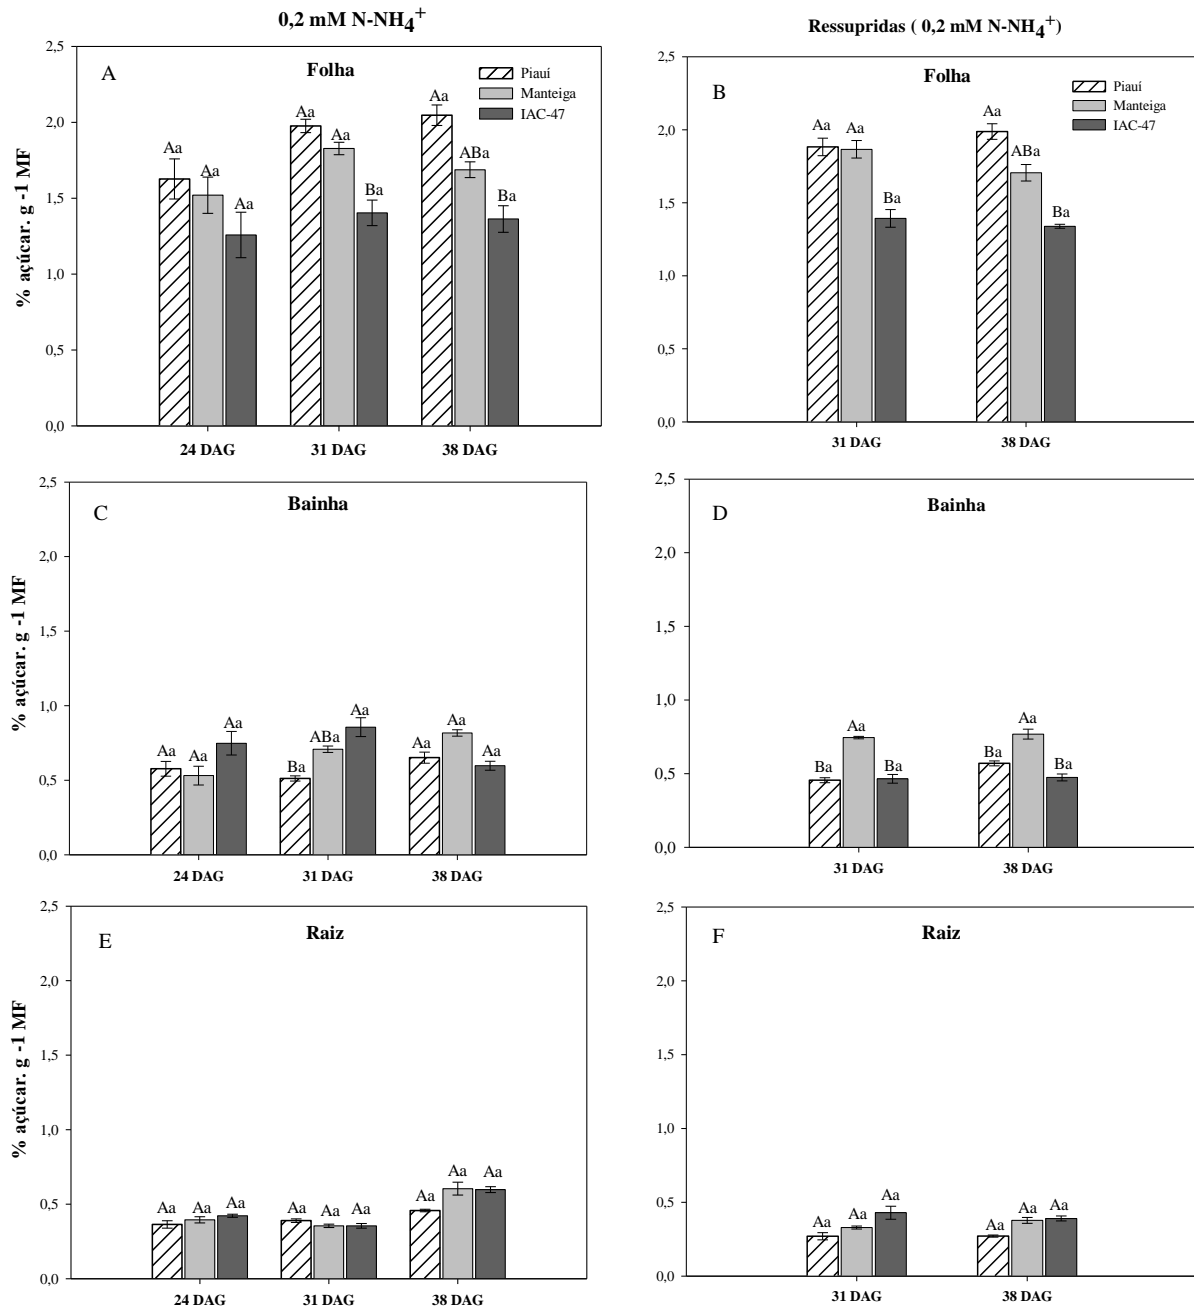 0,2 mM N-NH4+
Ressupridas ( 0,2 mM N-NH4+)
A
Folha
Piauí
Manteiga
IAC-47
% açúcar. g -1 MF
2,5
2,0
1,5
1,0
0,5
0,0
Aa Aa Aa
Aa Aa Ba
Aa ABa Ba
24 DAG 31 DAG 38 DAG
B
Folha
Piauí
Manteiga
IAC-47
2,5
2,0
1,5
1,0
0,5
0,0
Aa Aa Ba
Aa ABa Ba
31 DAG 38 DAG
C
Bainha
% açúcar. g -1 MF
2,5
2,0
1,5
1,0
0,5
0,0
Aa Aa Aa
Ba ABa Aa
Aa Aa Aa
24 DAG 31 DAG 38 DAG
D
Bainha
2,5
2,0
1,5
1,0
0,5
0,0
Ba Aa Ba
Ba Aa Ba
31 DAG 38 DAG
E
Raiz
% açúcar. g -1 MF
2,5
2,0
1,5
1,0
0,5
0,0
Aa Aa Aa
Aa Aa Aa
Aa Aa Aa
24 DAG 31 DAG 38 DAG
F
Raiz
2,5
2,0
1,5
1,0
0,5
0,0
Aa Aa Aa
Aa Aa Aa
31 DAG 38 DAG